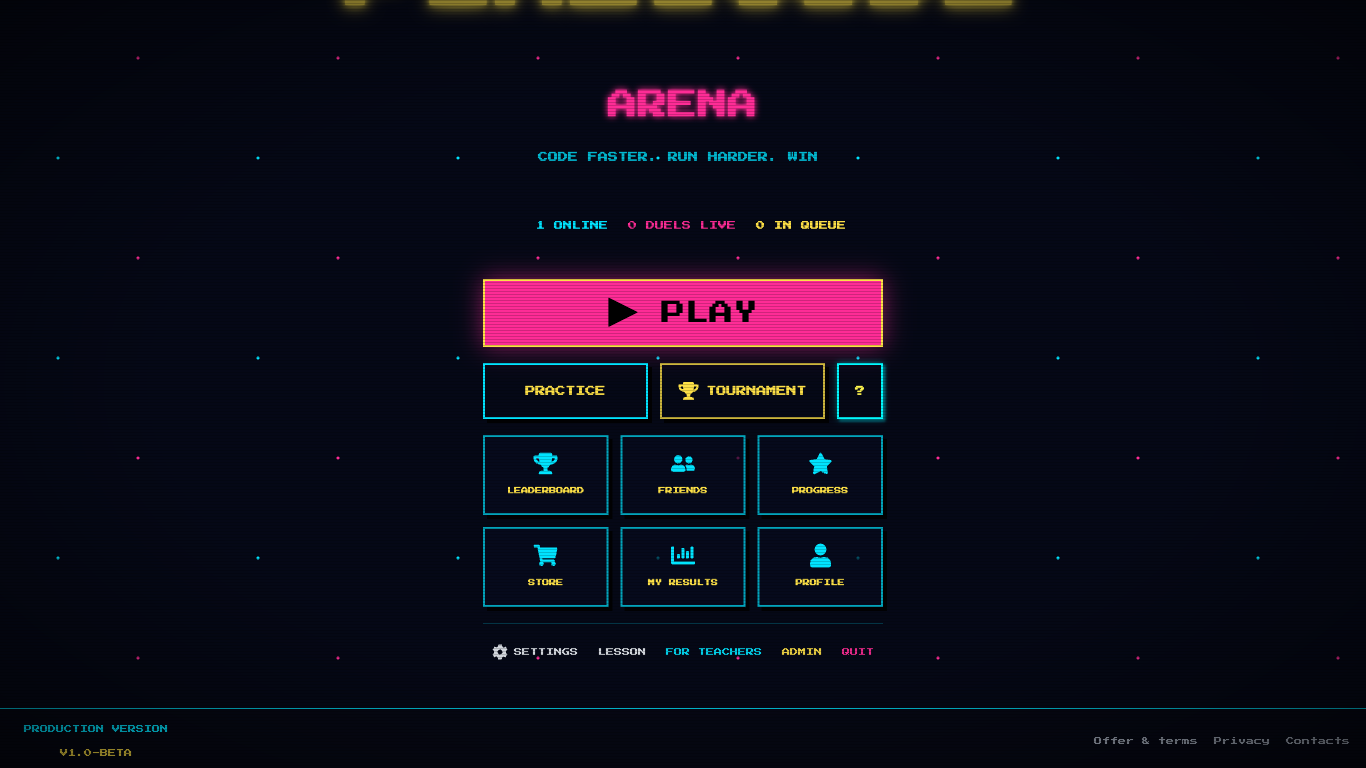 ARENA
CODE FASTER. RUN HARDER. WIN
1 ONLINE 0 DUELS LIVE 0 IN QUEUE
▶ PLAY
PRACTICE TOURNAMENT ?
LEADERBOARD FRIENDS PROGRESS
STORE MY RESULTS PROFILE
SETTINGS LESSON FOR TEACHERS ADMIN QUIT
PRODUCTION VERSION
V1.0-BETA
Offer & terms Privacy Contacts